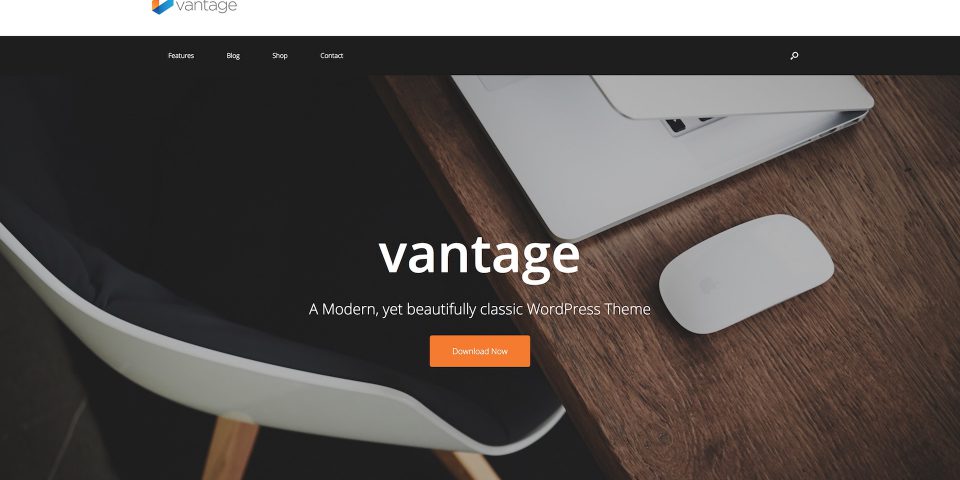 vantage
Features Blog Shop Contact
vantage
A Modern, yet beautifully classic WordPress Theme
Download Now